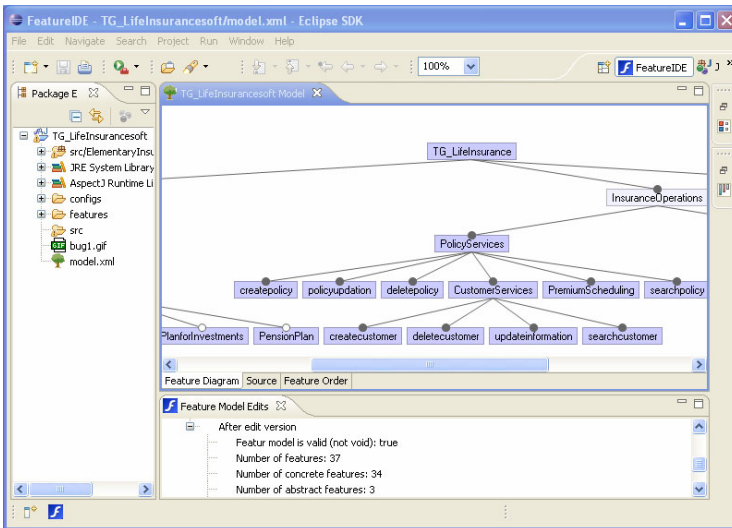 FeatureIDE - TG_LifeInsurancesoft/model.xml - Eclipse SDK
File Edit Navigate Search Project Run Window Help
100%
FeatureIDE
J
Package E
TG_LifeInsurancesoft
src/ElementaryInsu
JRE System Library
AspectJ Runtime Li
configs
features
src
bug1.gif
model.xml
TG_LifeInsurancesoft Model
TG_LifeInsurance
InsuranceOperations
PolicyServices
createpolicy policyupdation deletepolicy CustomerServices PremiumScheduling searchpolicy
PlanforInvestments PensionPlan createcustomer deletecustomer updateinformation searchcustomer
Feature Diagram Source Feature Order
Feature Model Edits
After edit version
Featur model is valid (not void): true
Number of features: 37
Number of concrete features: 34
Number of abstract features: 3